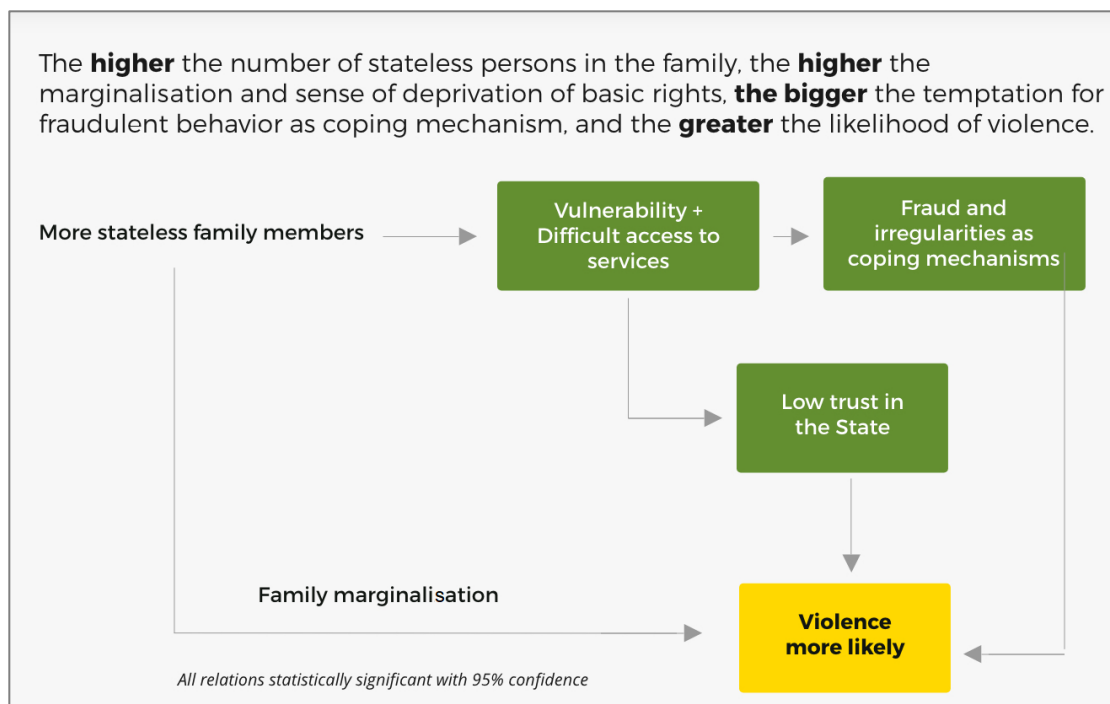 The higher the number of stateless persons in the family, the higher the
marginalisation and sense of deprivation of basic rights, the bigger the temptation for
fraudulent behavior as coping mechanism, and the greater the likelihood of violence.
More stateless family members
Vulnerability +
Difficult access to
services
Fraud and
irregularities as
coping mechanisms
Low trust in
the State
Family marginalisation
Violence
more likely
All relations statistically significant with 95% confidence